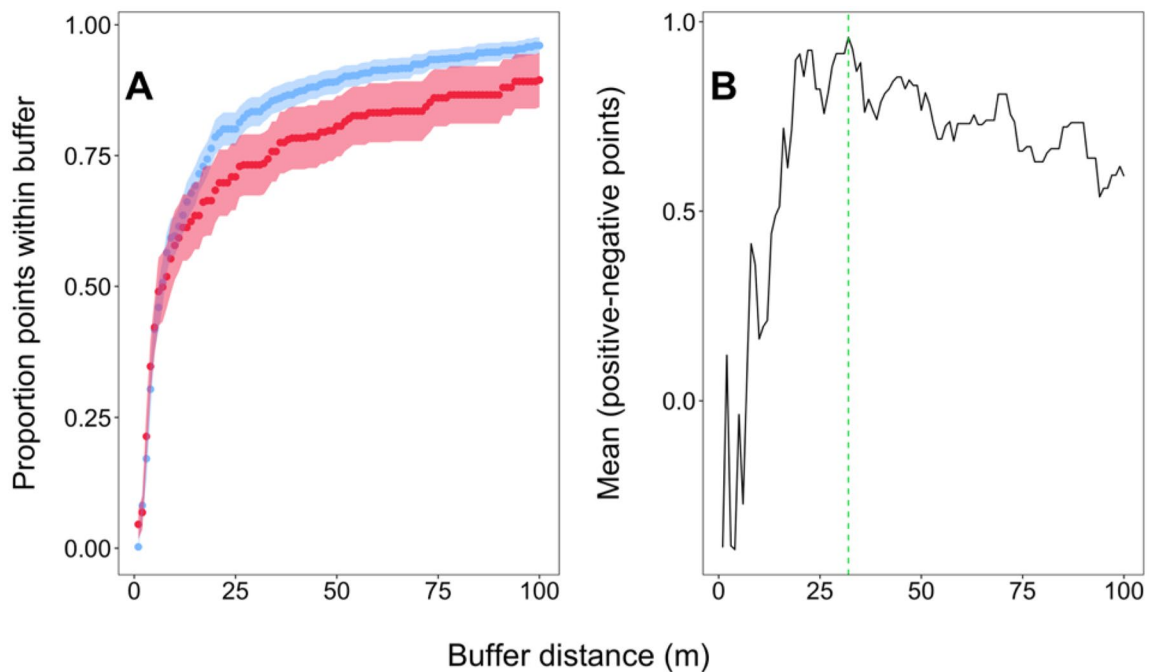 A
Proportion points within buffer
1.00
0.75
0.50
0.25
0.00
0 25 50 75 100
B
Mean (positive-negative points)
1.0
0.5
0.0
0 25 50 75 100
Buffer distance (m)